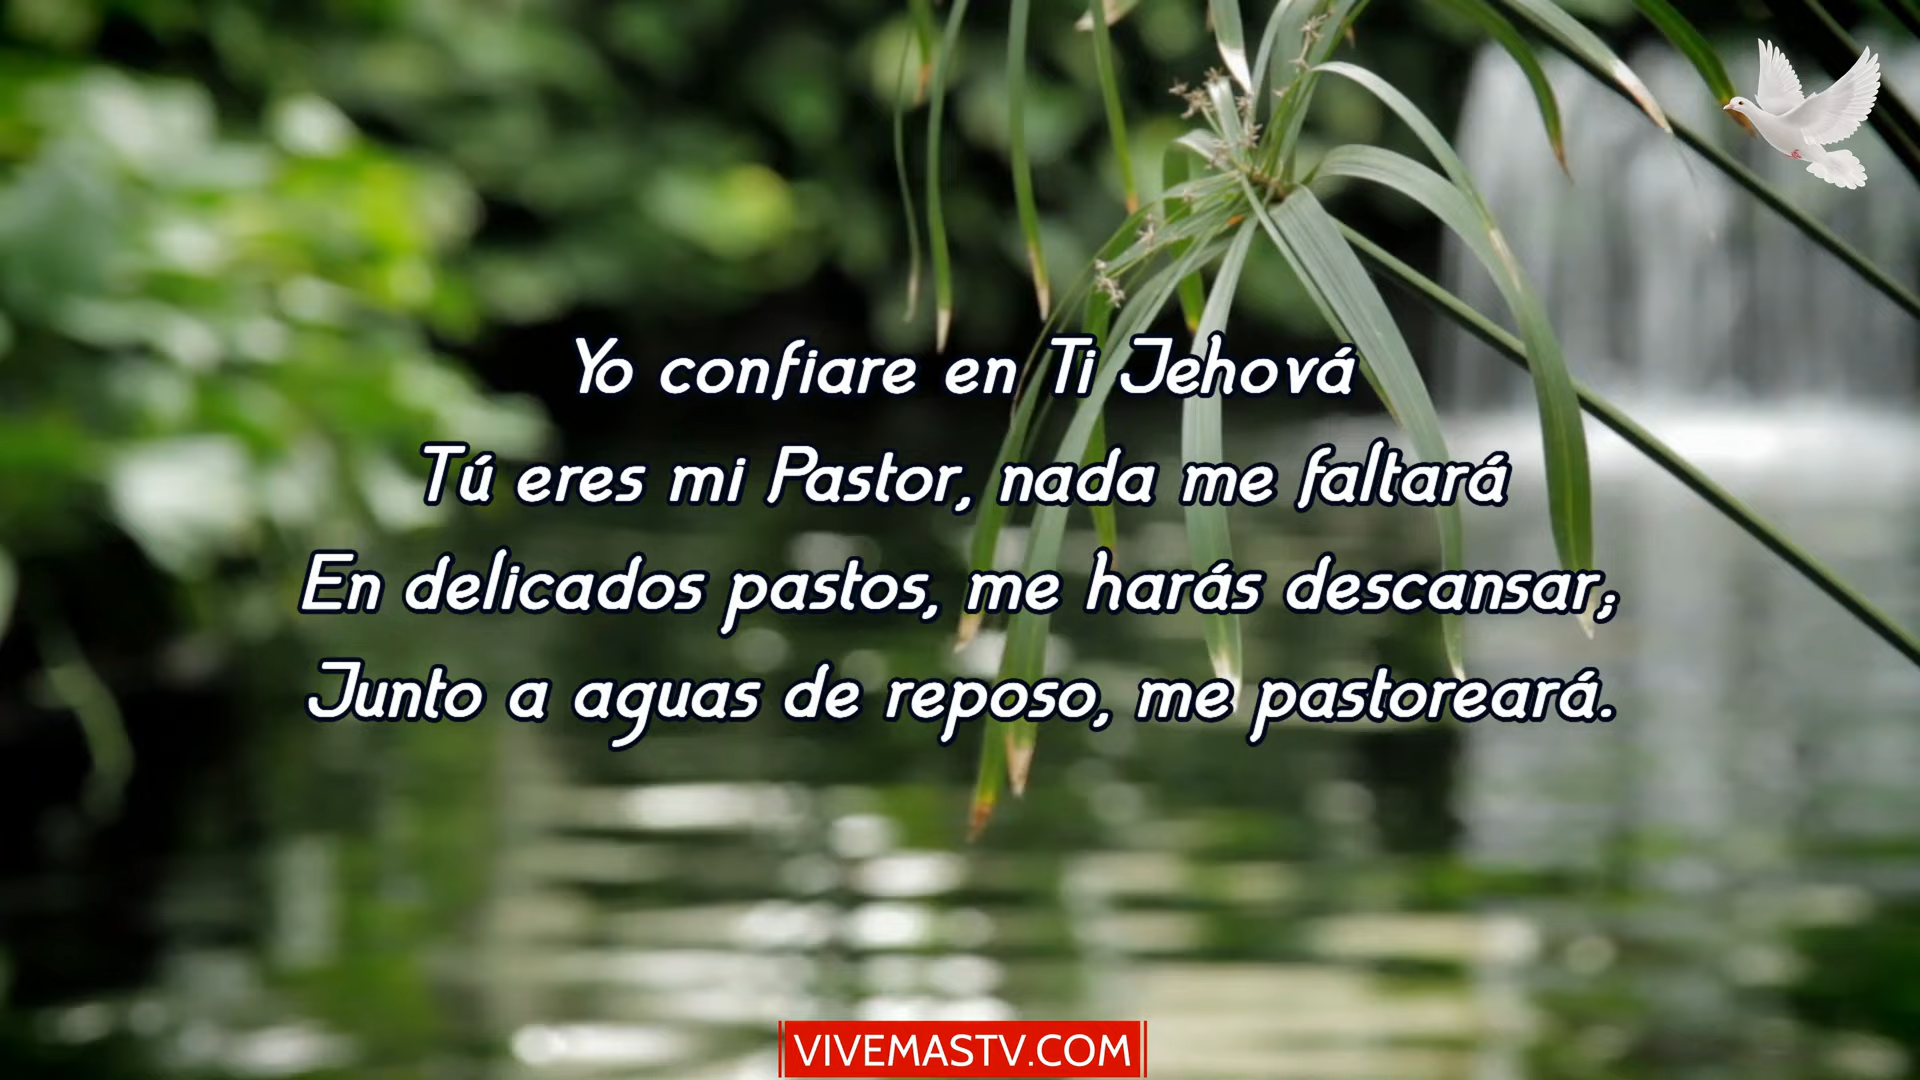 Yo confiare en Ti Jehová
Tú eres mi Pastor, nada me faltará
En delicados pastos, me harás descansar;
Junto a aguas de reposo, me pastoreará.
VIVEMASTV.COM